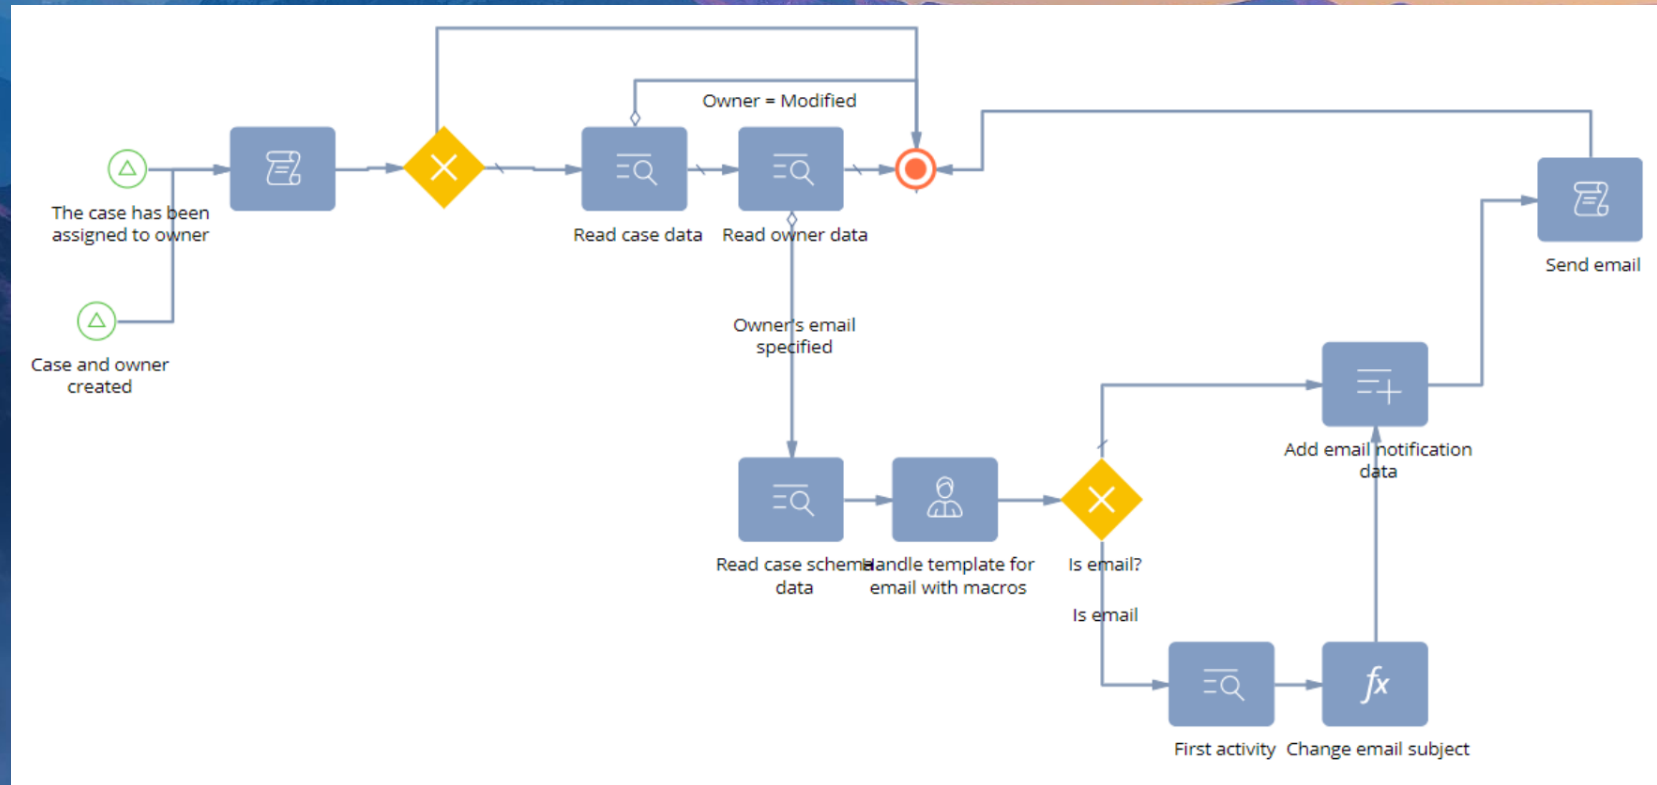 Owner = Modified
The case has been
assigned to owner
Read case data
Read owner data
Send email
Owner's email
specified
Case and owner
created
Add email notification
data
Read case schema
data
Handle template for
email with macros
Is email?
Is email
First activity
Change email subject
fx